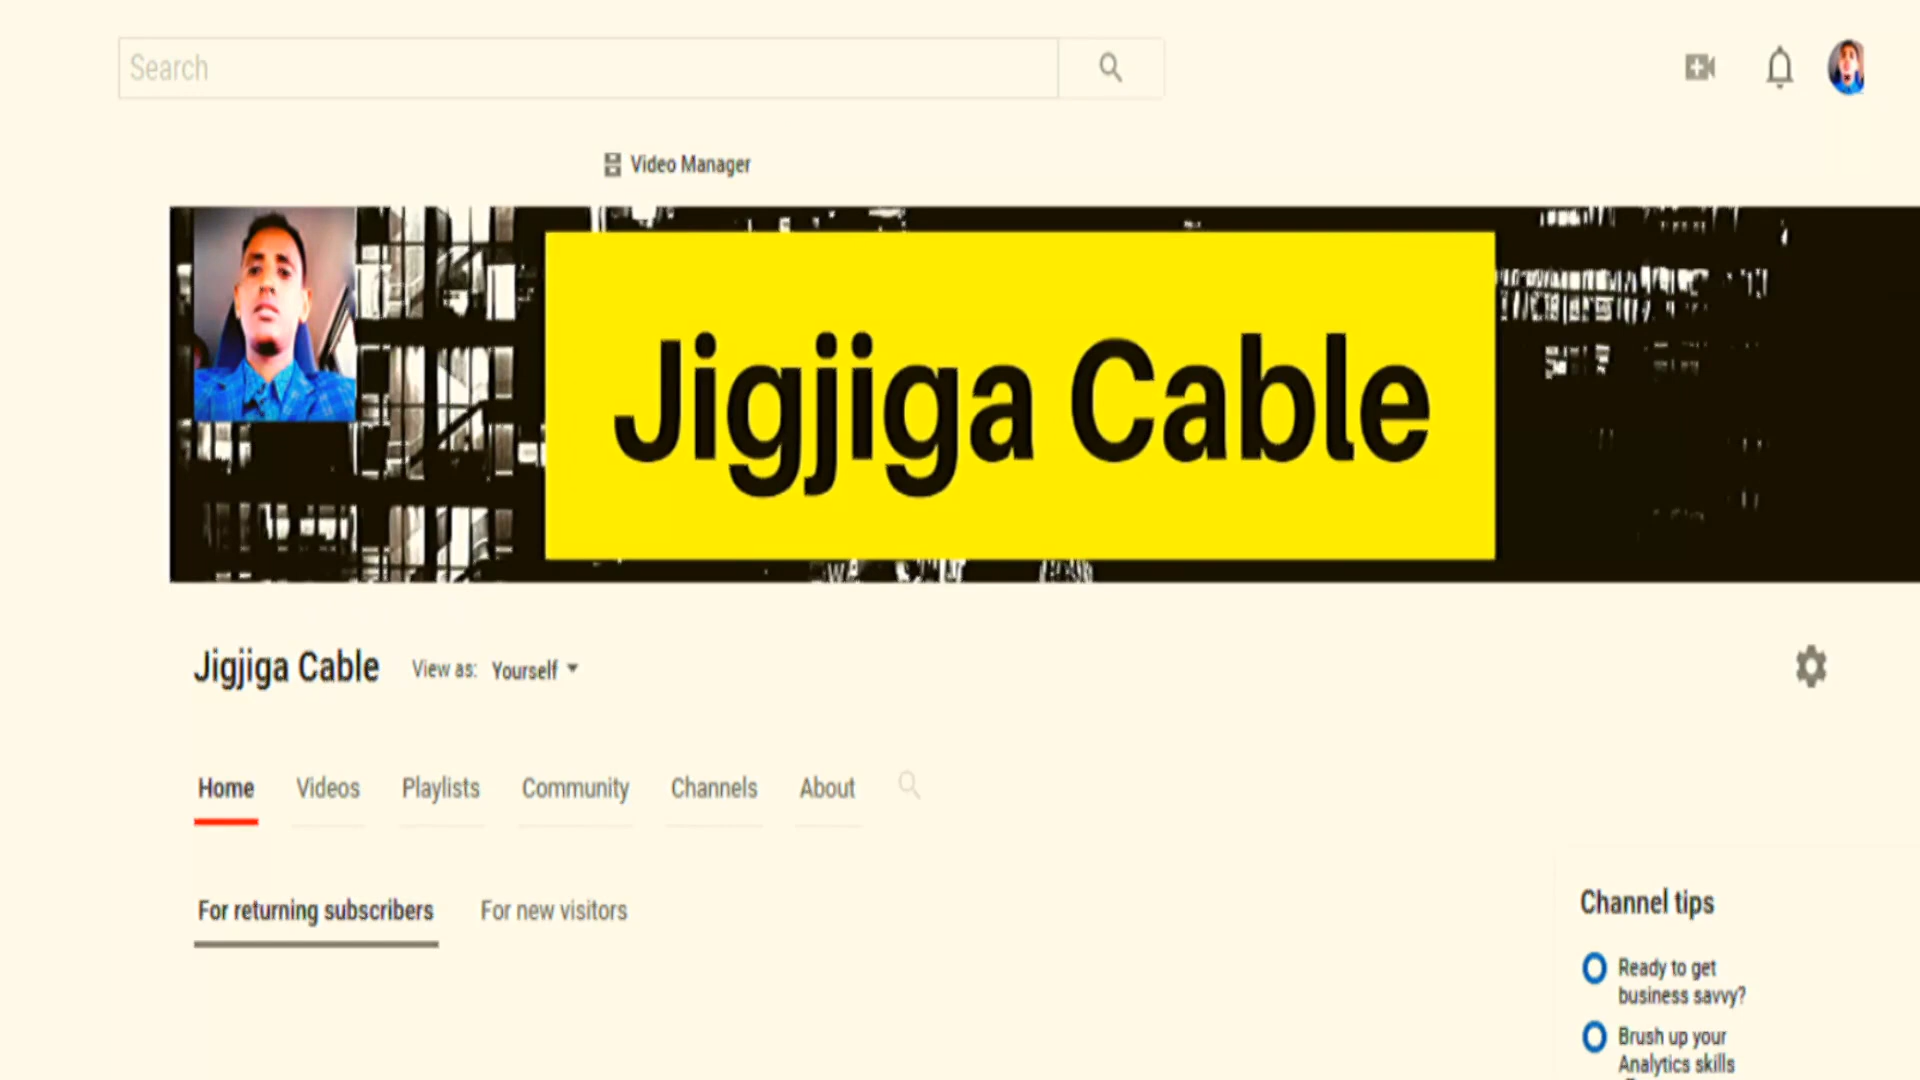 Search
Video Manager
Jigjiga Cable
Jigjiga Cable
View as: Yourself
Home Videos Playlists Community Channels About
For returning subscribers For new visitors
Channel tips
Ready to get
business savvy?
Brush up your
Analytics skills